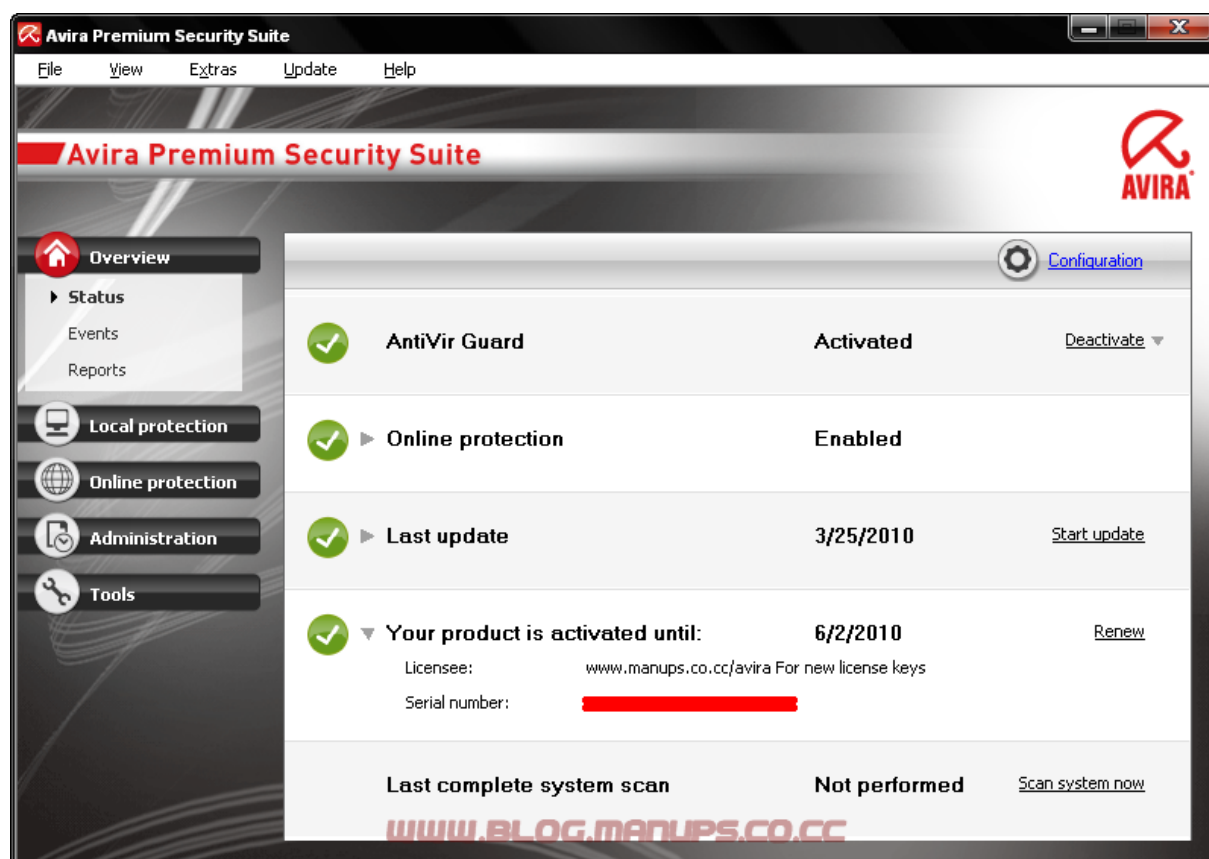 Avira Premium Security Suite
File View Extras Update Help
Avira Premium Security Suite
AVIRA
Overview
Status
Events
Reports
Local protection
Online protection
Administration
Tools
Configuration
AntiVir Guard Activated Deactivate
Online protection Enabled
Last update 3/25/2010 Start update
Your product is activated until: 6/2/2010 Renew
Licensee: www.manups.co.cc/avira For new license keys
Serial number:
Last complete system scan Not performed Scan system now
WWW.BLOG.MANUPS.CO.CC